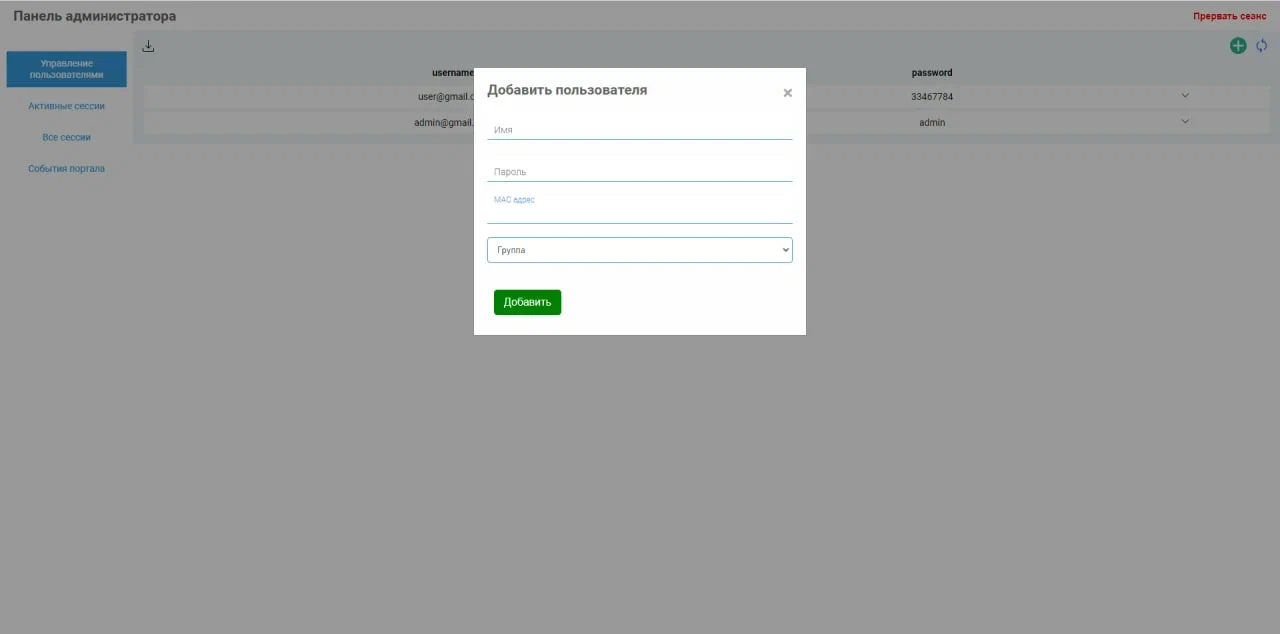 Панель администратора
Прервать сеанс
Управление
пользователями
Активные сессии
Все сессии
События портала
username
password
user@gmail.c
33467784
admin@gmail.
admin
Добавить пользователя
×
Имя
Пароль
MAC адрес
Группа
Добавить